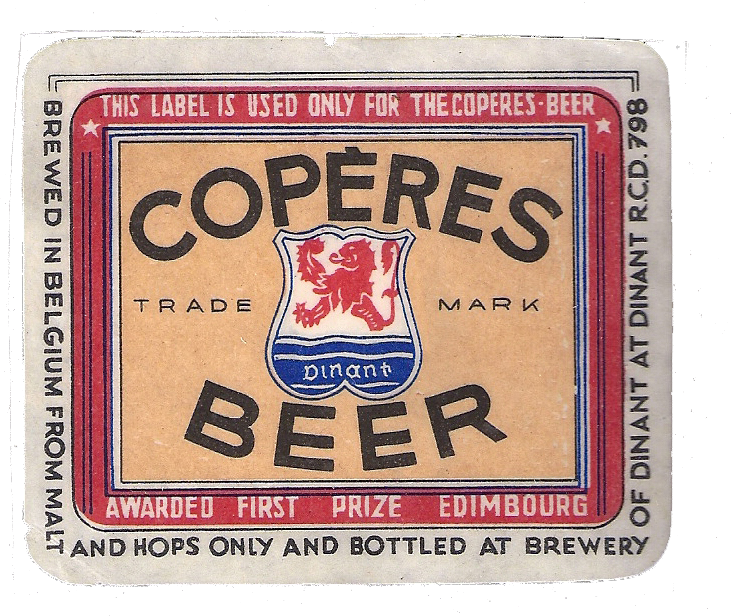 THIS LABEL IS USED ONLY FOR THE COPERES-BEER
COPÈRES
TRADE MARK
Dinant
BEER
AWARDED FIRST PRIZE EDIMBOURG
BREWED IN BELGIUM FROM MALT
AND HOPS ONLY AND BOTTLED AT BREWERY
OF DINANT AT DINANT R.C.D. 798